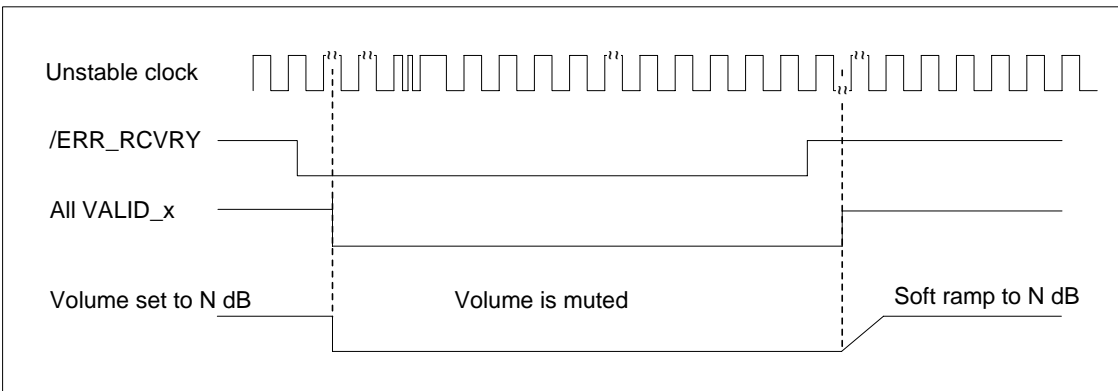 Unstable clock
/ERR_RCVRY
All VALID_x
Volume set to N dB
Volume is muted
Soft ramp to N dB